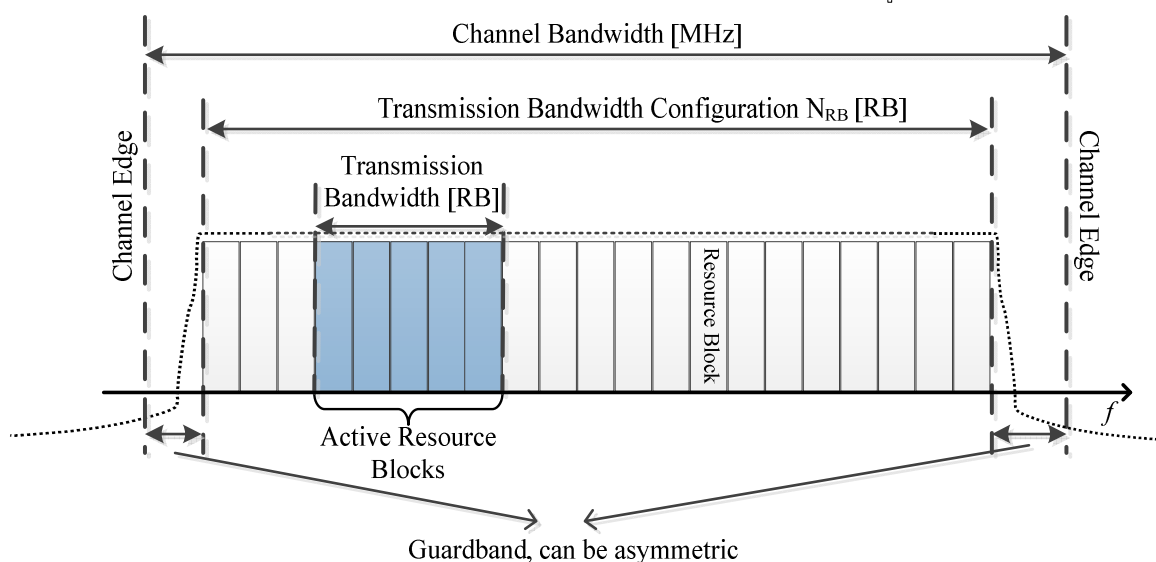 Channel Bandwidth [MHz]
Transmission Bandwidth Configuration NRB [RB]
Transmission
Bandwidth [RB]
Channel Edge
Channel Edge
Resource Block
f
Active Resource
Blocks
Guardband, can be asymmetric